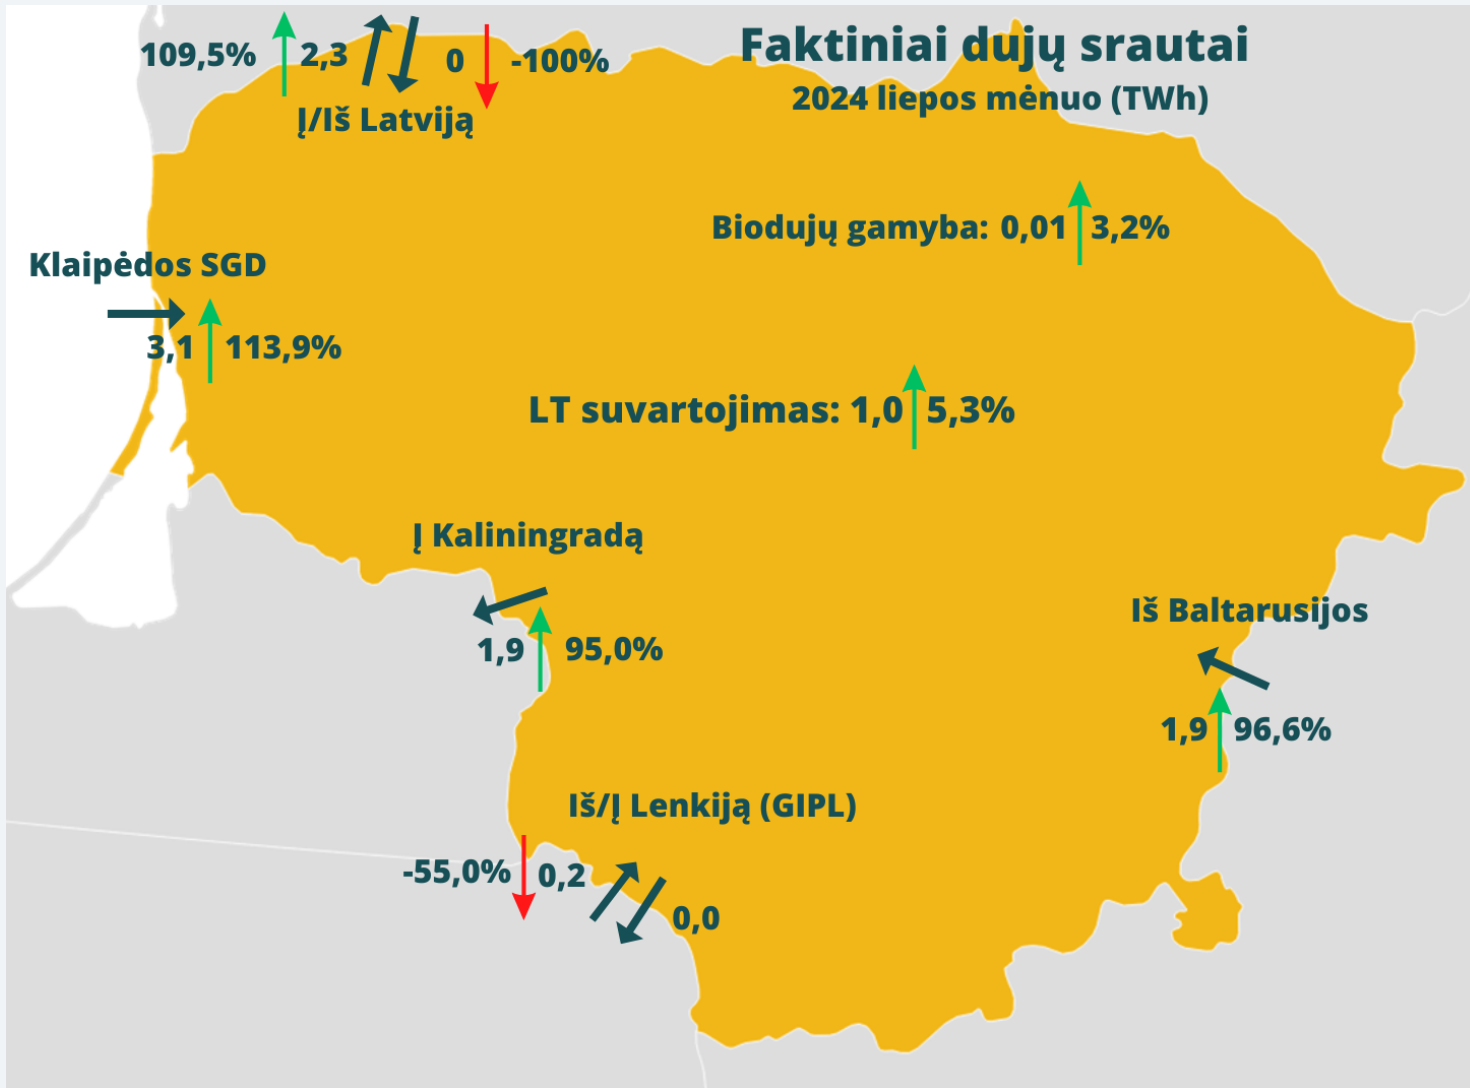 Faktiniai dujų srautai
2024 liepos mėnuo (TWh)
109,5% 2,3 0 -100%
Į/Iš Latviją
Biodujų gamyba: 0,01 3,2%
Klaipėdos SGD
3,1 113,9%
LT suvartojimas: 1,0 5,3%
Į Kaliningradą
1,9 95,0%
Iš Baltarusijos
1,9 96,6%
Iš/Į Lenkiją (GIPL)
-55,0% 0,2
0,0